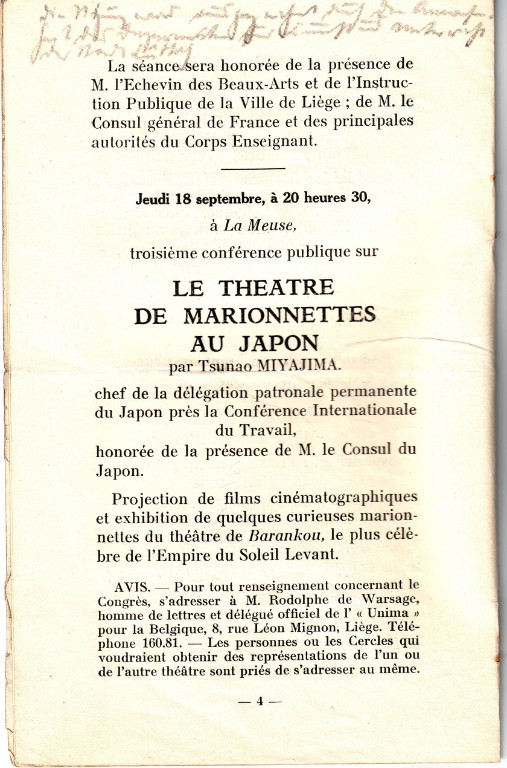 La séance sera honorée de la présence de
M. l'Echevin des Beaux-Arts et de l'Instruc-
tion Publique de la Ville de Liège ; de M. le
Consul général de France et des principales
autorités du Corps Enseignant.
Jeudi 18 septembre, à 20 heures 30,
à La Meuse,
troisième conférence publique sur
LE THEATRE
DE MARIONNETTES
AU JAPON
par Tsunao MIYAJIMA.
chef de la délégation patronale permanente
du Japon près la Conférence Internationale
du Travail,
honorée de la présence de M. le Consul du
Japon.
Projection de films cinématographiques
et exhibition de quelques curieuses marion-
nettes du théâtre de Barankou, le plus célè-
bre de l'Empire du Soleil Levant.
AVIS. — Pour tout renseignement concernant le
Congrès, s'adresser à M. Rodolphe de Warsage,
homme de lettres et délégué officiel de l' « Unima »
pour la Belgique, 8, rue Léon Mignon, Liège. Télé-
phone 160.81. — Les personnes ou les Cercles qui
voudraient obtenir des représentations de l'un ou
de l'autre théâtre sont priés de s'adresser au même.
— 4 —